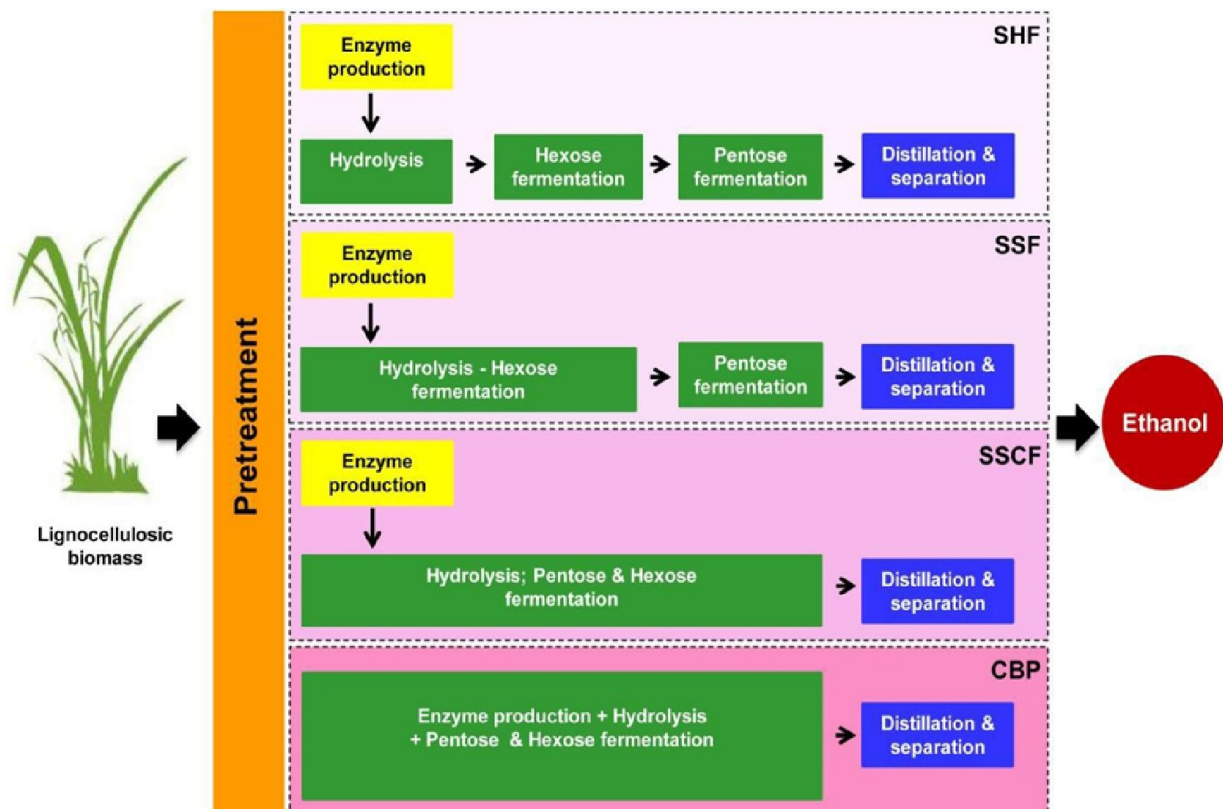 Lignocellulosic
biomass
Pretreatment
SHF
Enzyme
production
Hydrolysis
Hexose
fermentation
Pentose
fermentation
Distillation &
separation
SSF
Enzyme
production
Hydrolysis - Hexose
fermentation
Pentose
fermentation
Distillation &
separation
SSCF
Enzyme
production
Hydrolysis; Pentose & Hexose
fermentation
Distillation &
separation
CBP
Enzyme production + Hydrolysis
+ Pentose & Hexose fermentation
Distillation &
separation
Ethanol